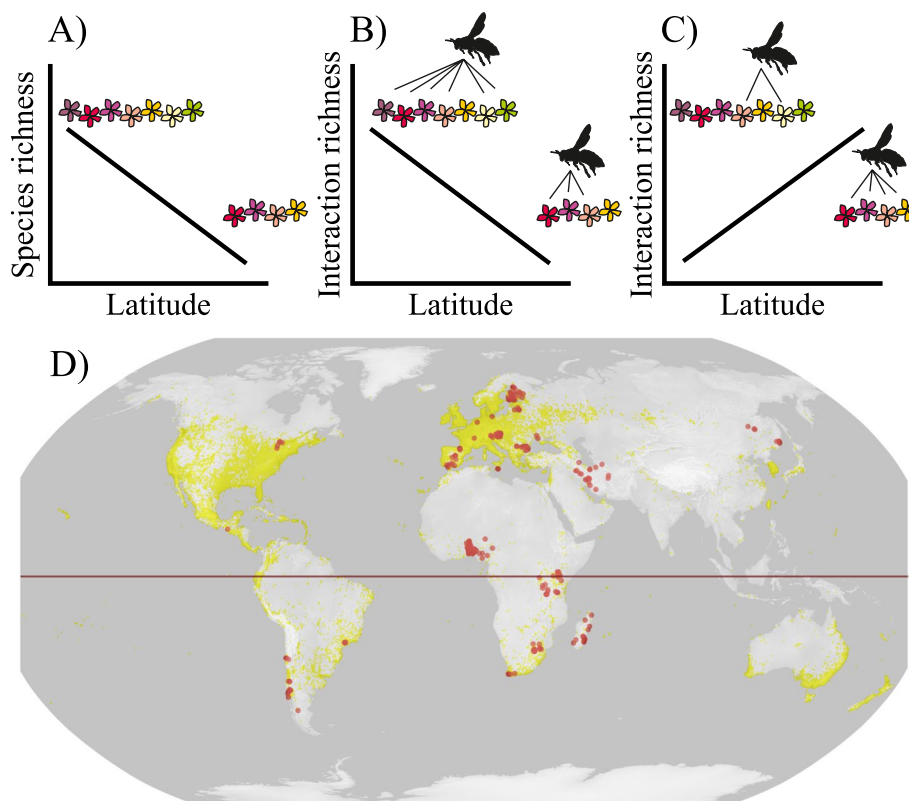 A)
Species richness
Latitude
B)
Interaction richness
Latitude
C)
Interaction richness
Latitude
D)